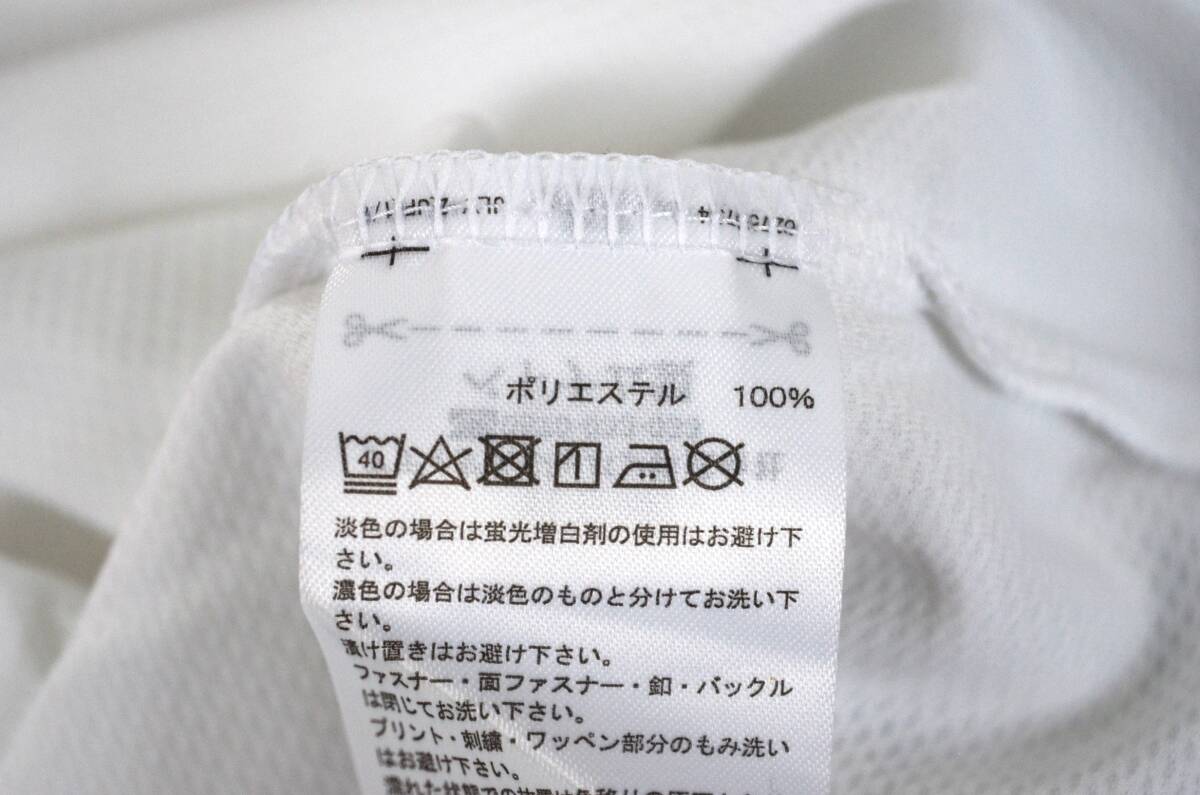 ポリエステル 100%
40
淡色の場合は蛍光増白剤の使用はお避け下
さい。
濃色の場合は淡色のものと分けてお洗い下
さい。
漬け置きはお避け下さい。
ファスナー・面ファスナー・釦・バックル
は閉じてお洗い下さい。
プリント・刺繍・ワッペン部分のもみ洗い
はお避け下さい。